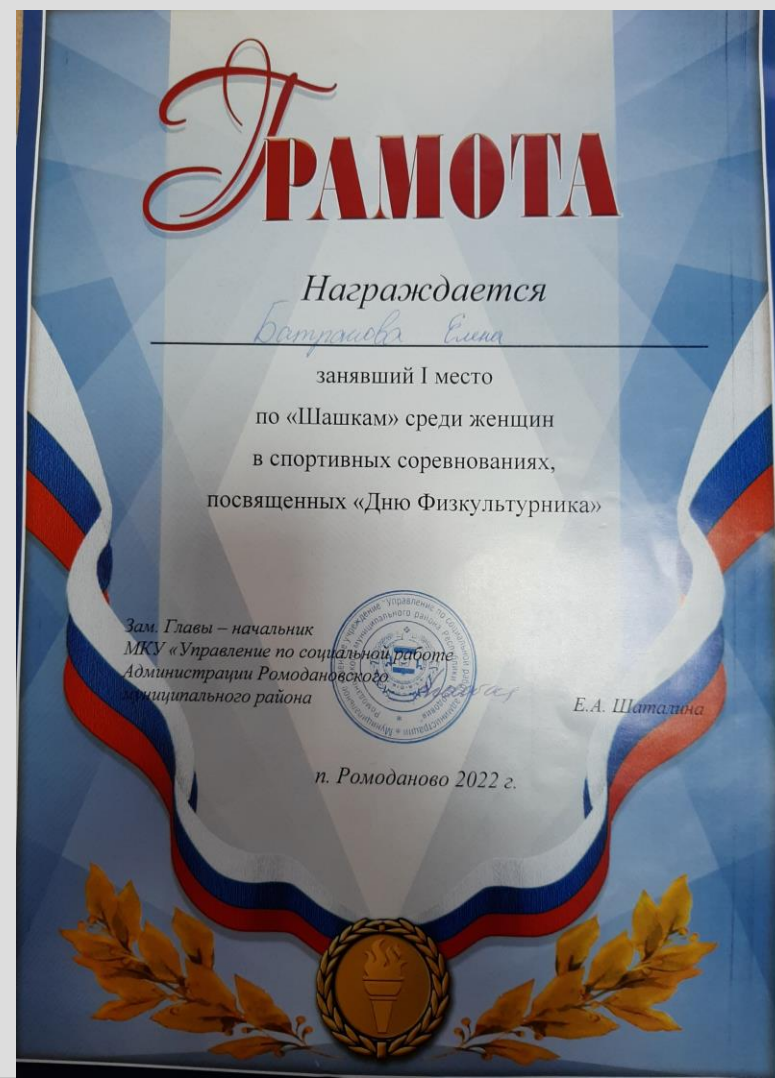 Грамота
Награждается
Елена
занявший I место
по «Шашкам» среди женщин
в спортивных соревнованиях,
посвященных «Дню Физкультурника»
Зам. Главы – начальник
МКУ «Управление по социальной работе
Администрации Ромодановского
муниципального района
Е.А. Шаталина
п. Ромоданово 2022 г.